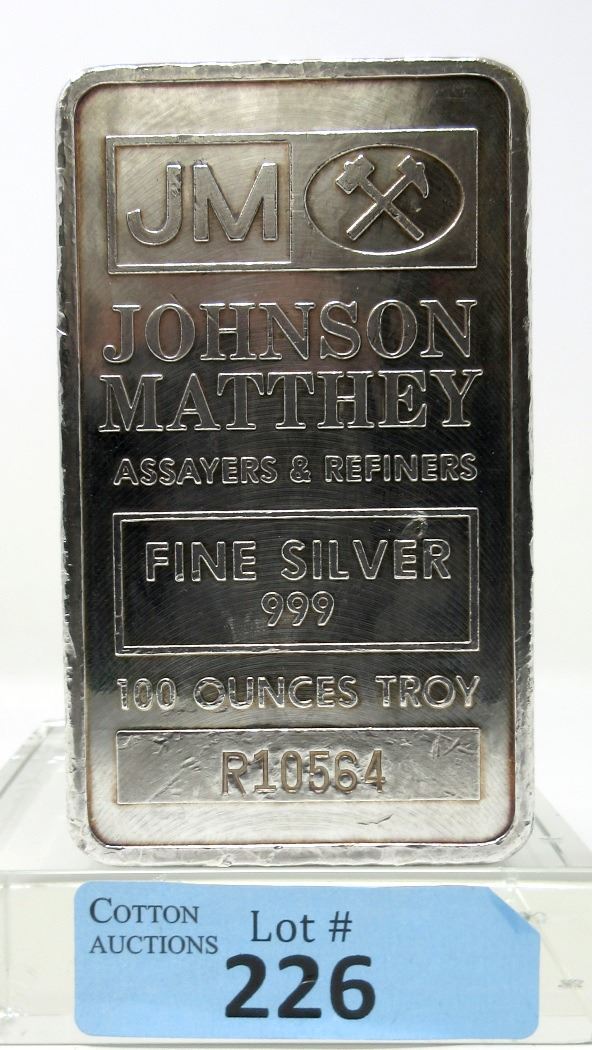 JM
JOHNSON
MATTHEY
ASSAYERS & REFINERS
FINE SILVER
999
100 OUNCES TROY
R10564
COTTON
AUCTIONS
Lot #
226